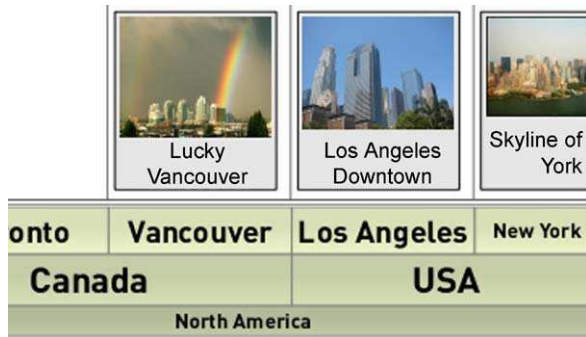 Lucky
Vancouver
Los Angeles
Downtown
Skyline of
York
onto
Vancouver
Los Angeles
New York
Canada
USA
North America